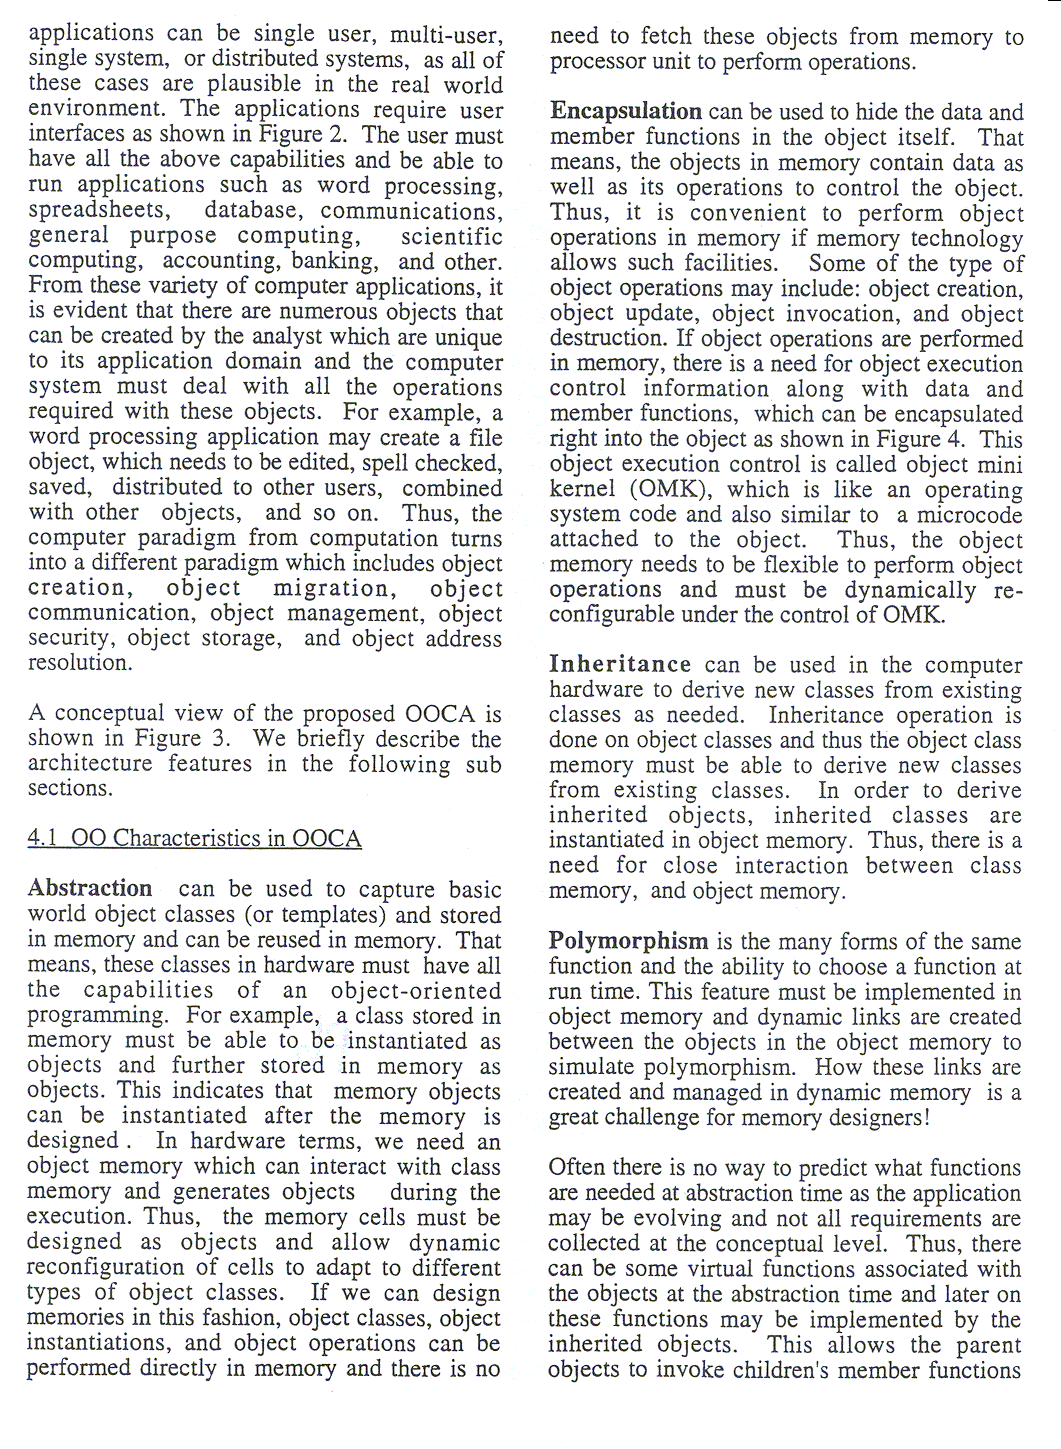 applications can be single user, multi-user,
single system, or distributed systems, as all of
these cases are plausible in the real world
environment. The applications require user
interfaces as shown in Figure 2. The user must
have all the above capabilities and be able to
run applications such as word processing,
spreadsheets, database, communications,
general purpose computing, scientific
computing, accounting, banking, and other.
From these variety of computer applications, it
is evident that there are numerous objects that
can be created by the analyst which are unique
to its application domain and the computer
system must deal with all the operations
required with these objects. For example, a
word processing application may create a file
object, which needs to be edited, spell checked,
saved, distributed to other users, combined
with other objects, and so on. Thus, the
computer paradigm from computation turns
into a different paradigm which includes object
creation, object migration, object
communication, object management, object
security, object storage, and object address
resolution.
A conceptual view of the proposed OOCA is
shown in Figure 3. We briefly describe the
architecture features in the following sub
sections.
4.1 OO Characteristics in OOCA
Abstraction can be used to capture basic
world object classes (or templates) and stored
in memory and can be reused in memory. That
means, these classes in hardware must have all
the capabilities of an object-oriented
programming. For example, a class stored in
memory must be able to be instantiated as
objects and further stored in memory as
objects. This indicates that memory objects
can be instantiated after the memory is
designed . In hardware terms, we need an
object memory which can interact with class
memory and generates objects during the
execution. Thus, the memory cells must be
designed as objects and allow dynamic
reconfiguration of cells to adapt to different
types of object classes. If we can design
memories in this fashion, object classes, object
instantiations, and object operations can be
performed directly in memory and there is no
need to fetch these objects from memory to
processor unit to perform operations.
Encapsulation can be used to hide the data and
member functions in the object itself. That
means, the objects in memory contain data as
well as its operations to control the object.
Thus, it is convenient to perform object
operations in memory if memory technology
allows such facilities. Some of the type of
object operations may include: object creation,
object update, object invocation, and object
destruction. If object operations are performed
in memory, there is a need for object execution
control information along with data and
member functions, which can be encapsulated
right into the object as shown in Figure 4. This
object execution control is called object mini
kernel (OMK), which is like an operating
system code and also similar to a microcode
attached to the object. Thus, the object
memory needs to be flexible to perform object
operations and must be dynamically re-
configurable under the control of OMK.
Inheritance can be used in the computer
hardware to derive new classes from existing
classes as needed. Inheritance operation is
done on object classes and thus the object class
memory must be able to derive new classes
from existing classes. In order to derive
inherited objects, inherited classes are
instantiated in object memory. Thus, there is a
need for close interaction between class
memory, and object memory.
Polymorphism is the many forms of the same
function and the ability to choose a function at
run time. This feature must be implemented in
object memory and dynamic links are created
between the objects in the object memory to
simulate polymorphism. How these links are
created and managed in dynamic memory is a
great challenge for memory designers!
Often there is no way to predict what functions
are needed at abstraction time as the application
may be evolving and not all requirements are
collected at the conceptual level. Thus, there
can be some virtual functions associated with
the objects at the abstraction time and later on
these functions may be implemented by the
inherited objects. This allows the parent
objects to invoke children's member functions